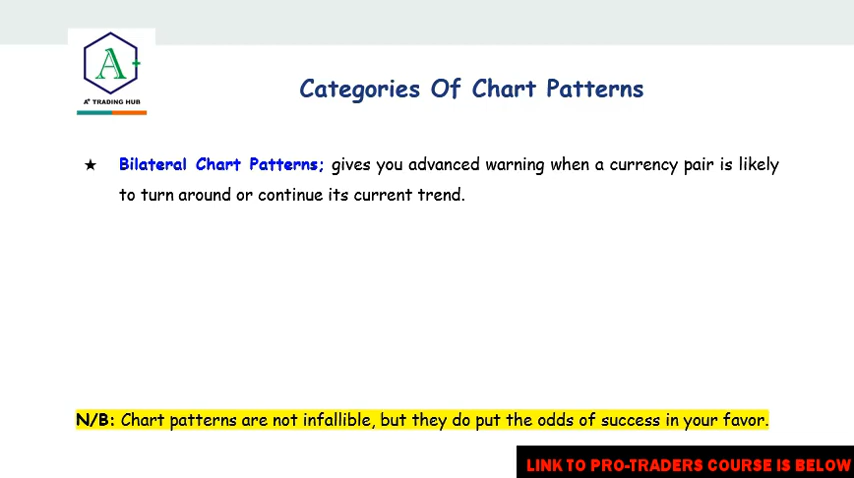 A+
A+ TRADING HUB
Categories Of Chart Patterns
★ Bilateral Chart Patterns; gives you advanced warning when a currency pair is likely
to turn around or continue its current trend.
N/B: Chart patterns are not infallible, but they do put the odds of success in your favor.
LINK TO PRO-TRADERS COURSE IS BELOW